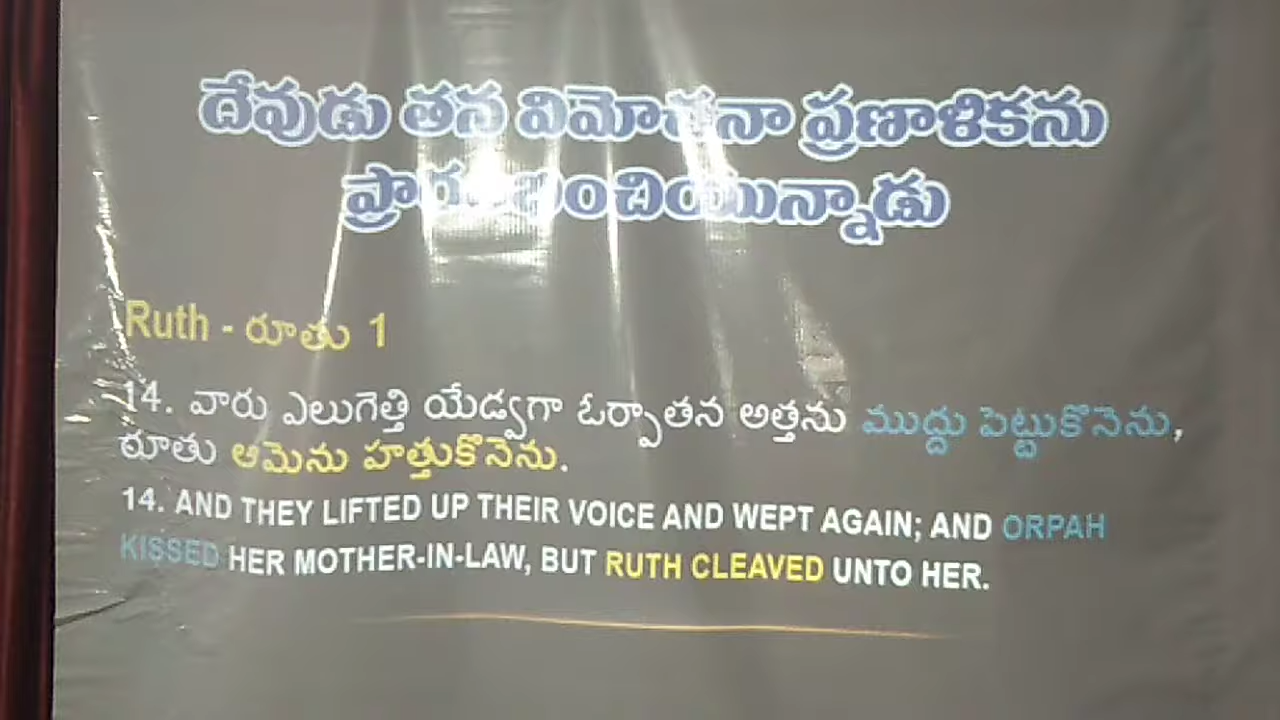 దేవుడు తన విమోచనా ప్రణాళికను
ప్రారంభించియున్నాడు
Ruth - రూతు 1
14. వారు ఎలుగెత్తి యేడ్వగా ఓర్పాతన అత్తను ముద్దు పెట్టుకొనెను,
రూతు ఆమెను హత్తుకొనెను.
14. AND THEY LIFTED UP THEIR VOICE AND WEPT AGAIN; AND ORPAH
KISSED HER MOTHER-IN-LAW, BUT RUTH CLEAVED UNTO HER.